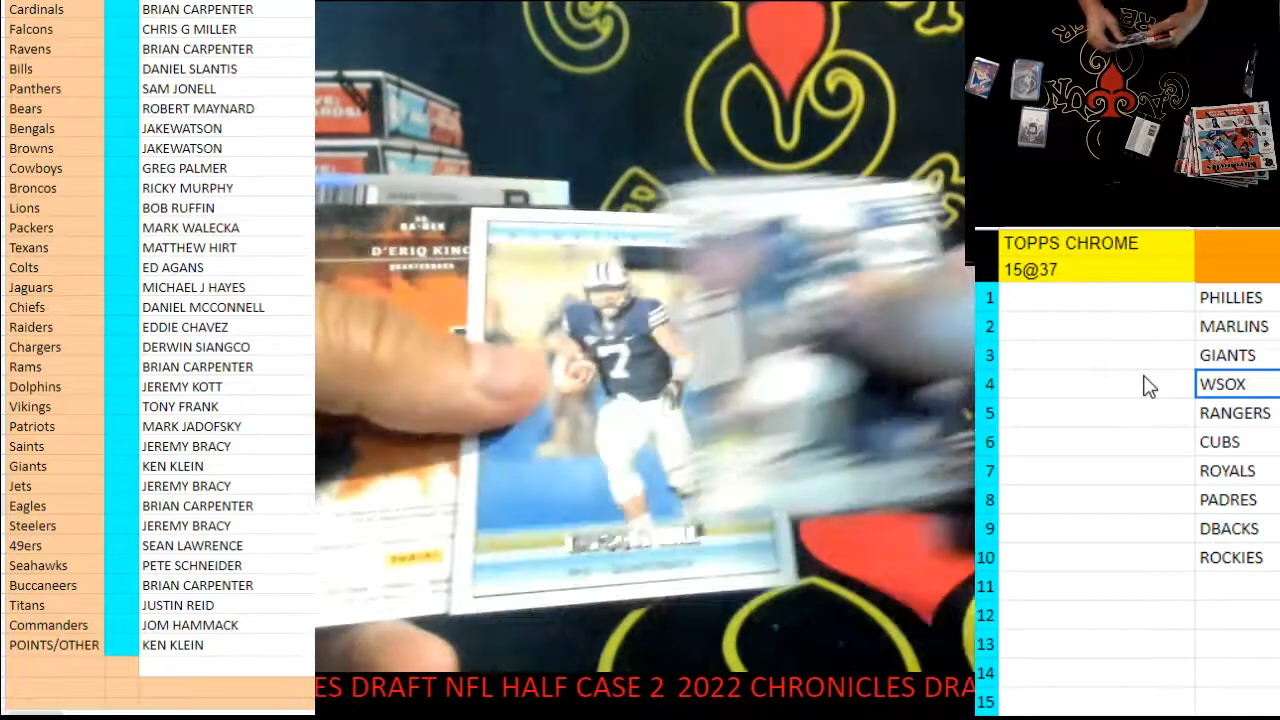 Cardinals BRIAN CARPENTER
Falcons CHRIS G MILLER
Ravens BRIAN CARPENTER
Bills DANIEL SLANTIS
Panthers SAM JONELL
Bears ROBERT MAYNARD
Bengals JAKEWATSON
Browns JAKEWATSON
Cowboys GREG PALMER
Broncos RICKY MURPHY
Lions BOB RUFFIN
Packers MARK WALECKA
Texans MATTHEW HIRT
Colts ED AGANS
Jaguars MICHAEL J HAYES
Chiefs DANIEL MCCONNELL
Raiders EDDIE CHAVEZ
Chargers DERWIN SIANGCO
Rams BRIAN CARPENTER
Dolphins JEREMY KOTT
Vikings TONY FRANK
Patriots MARK JADOFSKY
Saints JEREMY BRACY
Giants KEN KLEIN
Jets JEREMY BRACY
Eagles BRIAN CARPENTER
Steelers JEREMY BRACY
49ers SEAN LAWRENCE
Seahawks PETE SCHNEIDER
Buccaneers BRIAN CARPENTER
Titans JUSTIN REID
Commanders JOM HAMMACK
POINTS/OTHER KEN KLEIN
D'ERIQ KING
QUARTERBACK
7
PANINI
ES DRAFT NFL HALF CASE 2 2022 CHRONICLES DRA
TOPPS CHROME
15@37
1 PHILLIES
2 MARLINS
3 GIANTS
4 WSOX
5 RANGERS
6 CUBS
7 ROYALS
8 PADRES
9 DBACKS
10 ROCKIES
11
12
13
14
15